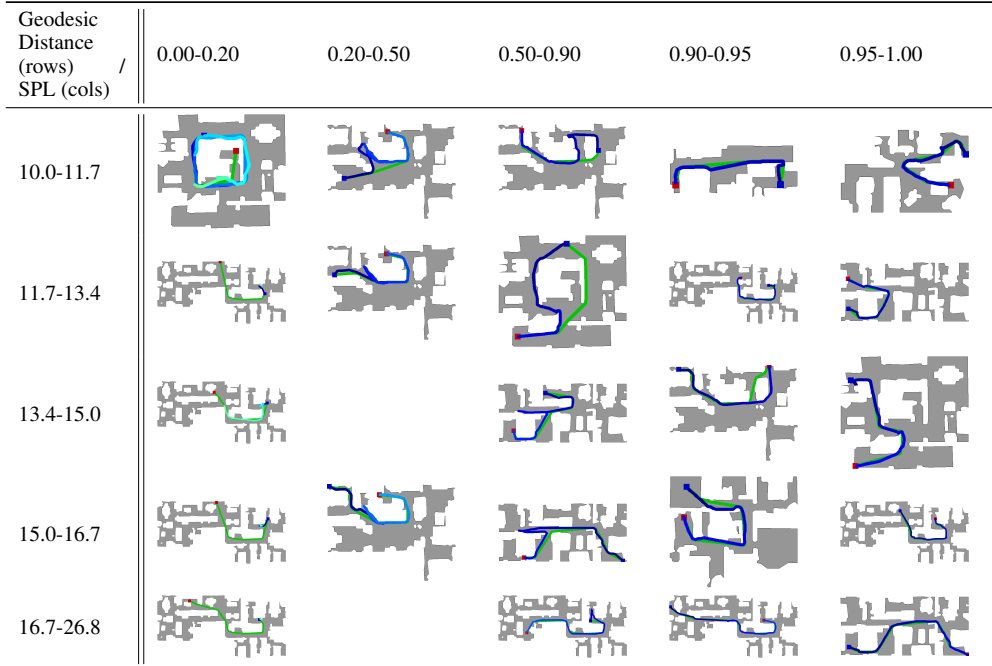 Geodesic
Distance
(rows) /
SPL (cols)
0.00-0.20 0.20-0.50 0.50-0.90 0.90-0.95 0.95-1.00
10.0-11.7
11.7-13.4
13.4-15.0
15.0-16.7
16.7-26.8